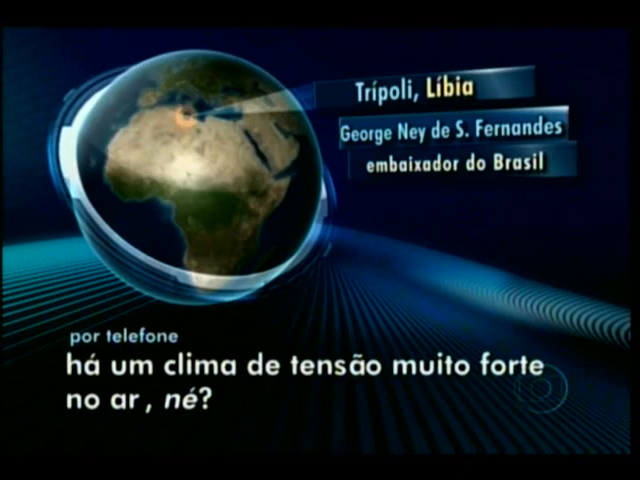 Trípoli, Líbia
George Ney de S. Fernandes
embaixador do Brasil
por telefone
há um clima de tensão muito forte
no ar, né?